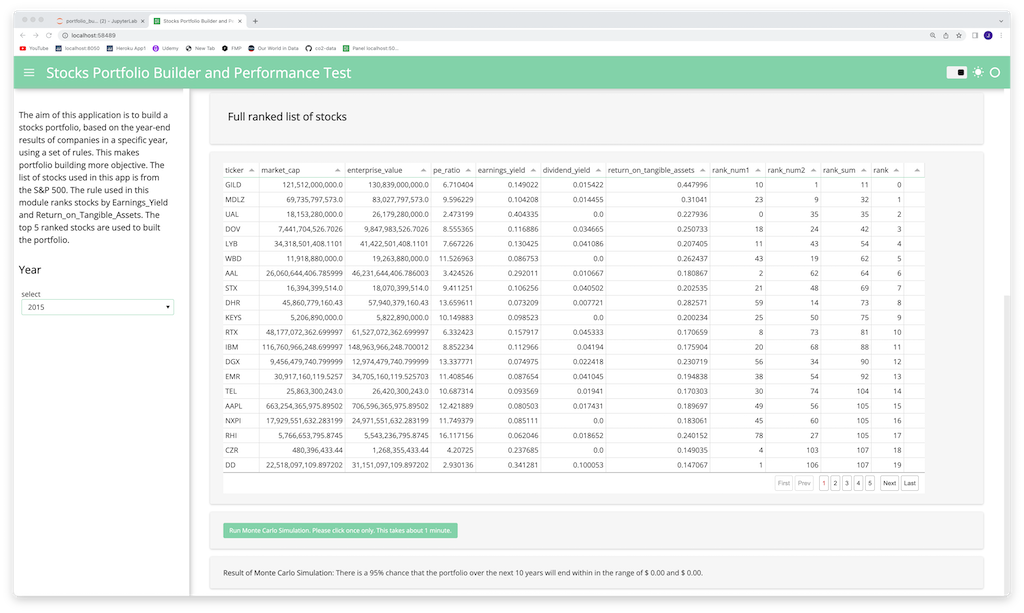 portfolio_bu... (2) - JupyterLab
Stocks Portfolio Builder and Pe
localhost:58489
YouTube localhost:8050 Heroku App1 Udemy New Tab FMP Our World in Data co2-data Panel localhost:50...
Stocks Portfolio Builder and Performance Test
The aim of this application is to build a
stocks portfolio, based on the year-end
results of companies in a specific year,
using a set of rules. This makes
portfolio building more objective. The
list of stocks used in this app is from
the S&P 500. The rule used in this
module ranks stocks by Earnings_Yield
and Return_on_Tangible_Assets. The
top 5 ranked stocks are used to built
the portfolio.
Year
select
2015
Full ranked list of stocks
ticker market_cap enterprise_value pe_ratio earnings_yield dividend_yield return_on_tangible_assets rank_num1 rank_num2 rank_sum rank
GILD 121,512,000,000.0 130,839,000,000.0 6.710404 0.149022 0.015422 0.447996 10 1 11 0
MDLZ 69,735,797,573.0 83,027,797,573.0 9.596229 0.104208 0.014455 0.31041 23 9 32 1
UAL 18,153,280,000.0 26,179,280,000.0 2.473199 0.404335 0.0 0.227936 0 35 35 2
DOV 7,441,704,526.7026 9,847,983,526.7026 8.555365 0.116886 0.034665 0.250733 18 24 42 3
LYB 34,318,501,408.1101 41,422,501,408.1101 7.667226 0.130425 0.041086 0.207405 11 43 54 4
WBD 11,918,880,000.0 19,263,880,000.0 11.526963 0.086753 0.0 0.262437 43 19 62 5
AAL 26,060,644,406.785999 46,231,644,406.786003 3.424526 0.292011 0.010667 0.180867 2 62 64 6
STX 16,394,399,514.0 18,070,399,514.0 9.411251 0.106256 0.040502 0.202535 21 48 69 7
DHR 45,860,779,160.43 57,940,379,160.43 13.659611 0.073209 0.007721 0.282571 59 14 73 8
KEYS 5,206,890,000.0 5,822,890,000.0 10.149883 0.098523 0.0 0.200234 25 50 75 9
RTX 48,177,072,362.699997 61,527,072,362.699997 6.332423 0.157917 0.045333 0.170659 8 73 81 10
IBM 116,760,966,248.699997 148,963,966,248.700012 8.852234 0.112966 0.04194 0.175904 20 68 88 11
DGX 9,456,479,740.799999 12,974,479,740.799999 13.337771 0.074975 0.022418 0.230719 56 34 90 12
EMR 30,917,160,119.5257 34,705,160,119.525703 11.408546 0.087654 0.041045 0.194838 38 54 92 13
TEL 25,863,300,243.0 26,420,300,243.0 10.687314 0.093569 0.01941 0.170303 30 74 104 14
AAPL 663,254,365,975.89502 706,596,365,975.89502 12.421889 0.080503 0.017431 0.189697 49 56 105 15
NXPI 17,929,551,632.283199 24,971,551,632.283199 11.749379 0.085111 0.0 0.183061 45 60 105 16
RHI 5,766,653,795.8745 5,543,236,795.8745 16.117156 0.062046 0.018652 0.240152 78 27 105 17
CZR 480,396,433.44 1,268,355,433.44 4.20725 0.237685 0.0 0.149035 4 103 107 18
DD 22,518,097,109.897202 31,151,097,109.897202 2.930136 0.341281 0.100053 0.147067 1 106 107 19
First Prev 1 2 3 4 5 Next Last
Run Monte Carlo Simulation. Please click once only. This takes about 1 minute.
Result of Monte Carlo Simulation: There is a 95% chance that the portfolio over the next 10 years will end within in the range of $ 0.00 and $ 0.00.